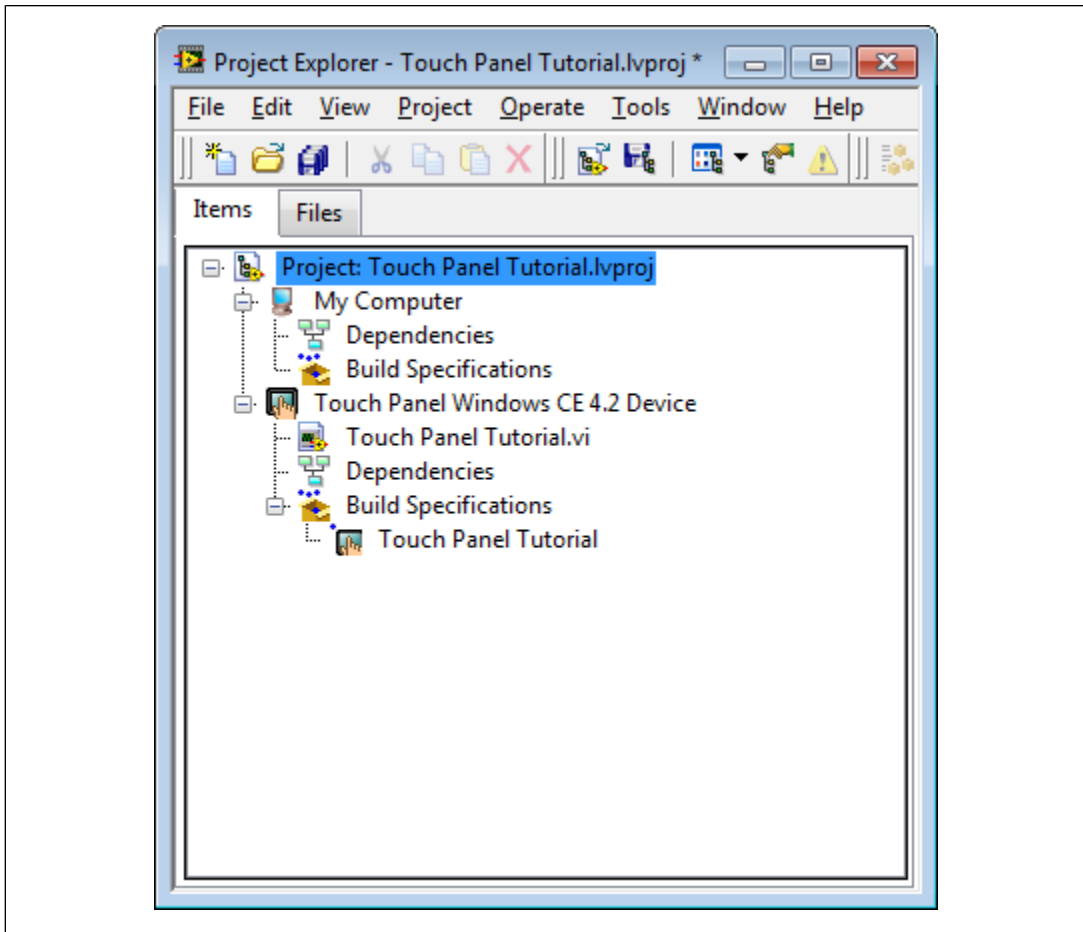 Project Explorer - Touch Panel Tutorial.lvproj *
File Edit View Project Operate Tools Window Help
Items Files
Project: Touch Panel Tutorial.lvproj
My Computer
Dependencies
Build Specifications
Touch Panel Windows CE 4.2 Device
Touch Panel Tutorial.vi
Dependencies
Build Specifications
Touch Panel Tutorial